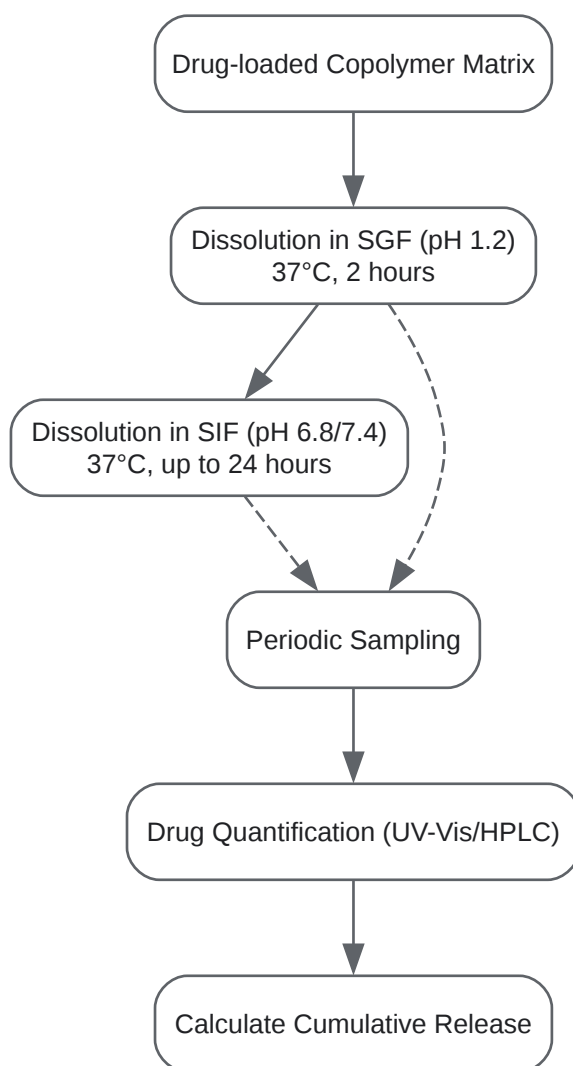 Drug-loaded Copolymer Matrix
Dissolution in SGF (pH 1.2)
37°C, 2 hours
Dissolution in SIF (pH 6.8/7.4)
37°C, up to 24 hours
Periodic Sampling
Drug Quantification (UV-Vis/HPLC)
Calculate Cumulative Release